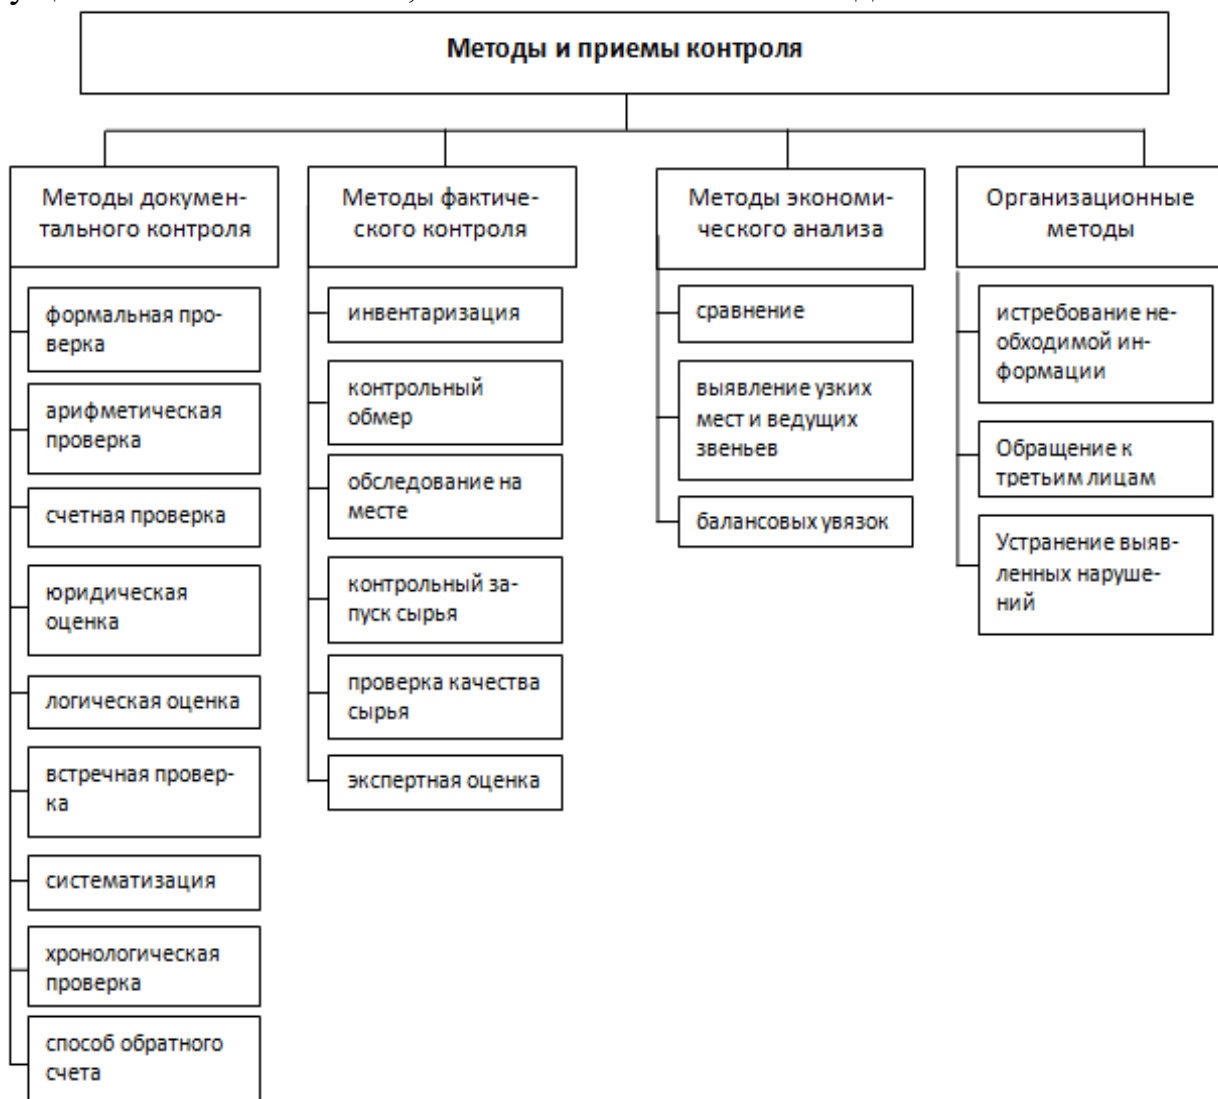 Методы и приемы контроля
Методы докумен-
тального контроля
формальная про-
верка
арифметическая
проверка
счетная проверка
юридическая
оценка
логическая оценка
встречная провер-
ка
систематизация
хронологическая
проверка
способ обратного
счета
Методы фактиче-
ского контроля
инвентаризация
контрольный
обмер
обследование на
месте
контрольный за-
пуск сырья
проверка качества
сырья
экспертная оценка
Методы экономи-
ческого анализа
сравнение
выявление узких
мест и ведущих
звеньев
балансовых увязок
Организационные
методы
истребование не-
обходимой ин-
формации
Обращение к
третьим лицам
Устранение выяв-
ленных наруше-
ний